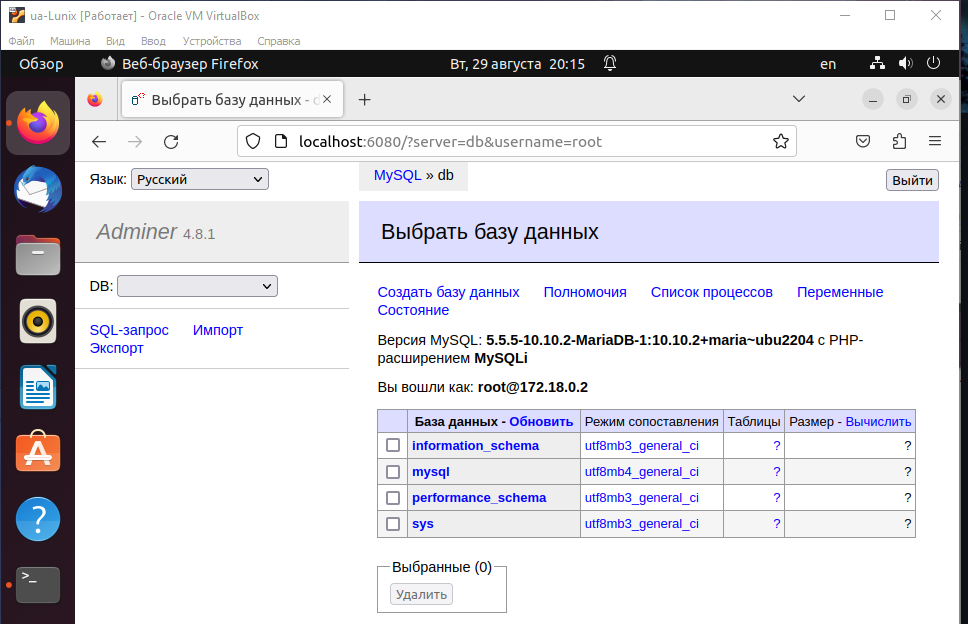 ua-Lunix [Работает] - Oracle VM VirtualBox
Файл Машина Вид Ввод Устройства Справка
Обзор Веб-браузер Firefox Вт, 29 августа 20:15 en
Выбрать базу данных - d
localhost:6080/?server=db&username=root
Язык: Русский MySQL » db Выйти
Adminer 4.8.1 Выбрать базу данных
DB:
SQL-запрос Импорт
Экспорт
Создать базу данных Полномочия Список процессов Переменные
Состояние
Версия MySQL: 5.5.5-10.10.2-MariaDB-1:10.10.2+maria~ubu2204 с PHP-
расширением MySQLi
Вы вошли как: root@172.18.0.2
База данных - Обновить Режим сопоставления Таблицы Размер - Вычислить
information_schema utf8mb3_general_ci ? ?
mysql utf8mb4_general_ci ? ?
performance_schema utf8mb3_general_ci ? ?
sys utf8mb3_general_ci ? ?
Выбранные (0)
Удалить